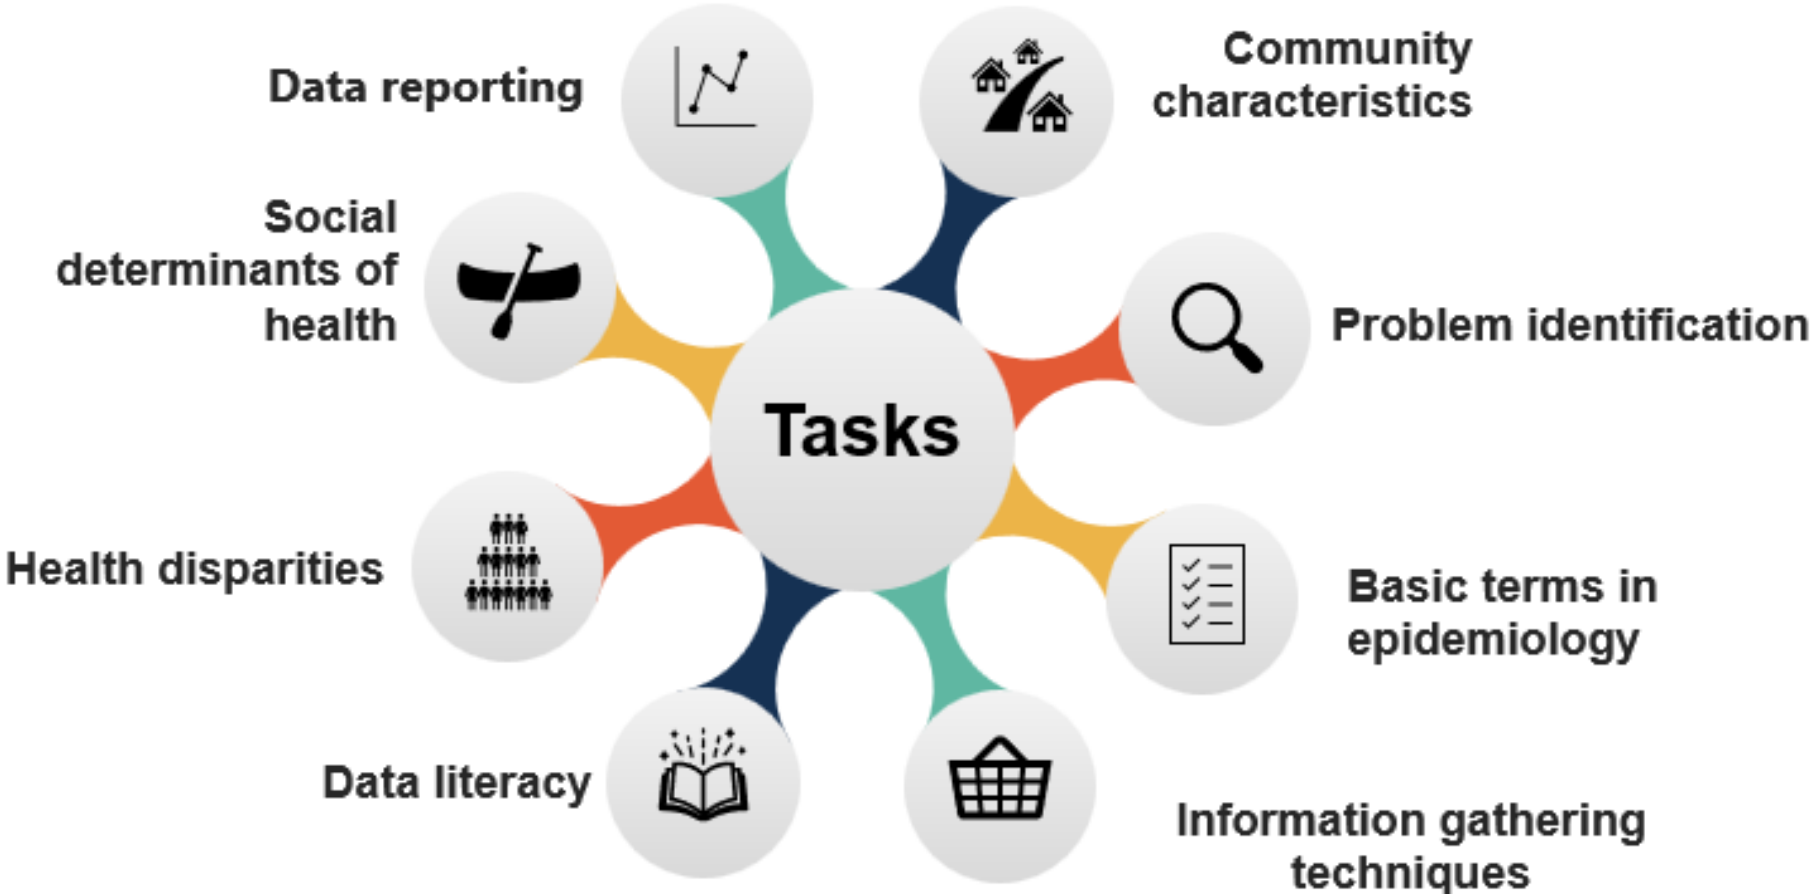 Data reporting
Community
characteristics
Social
determinants of
health
Problem identification
Tasks
Health disparities
Basic terms in
epidemiology
Data literacy
Information gathering
techniques